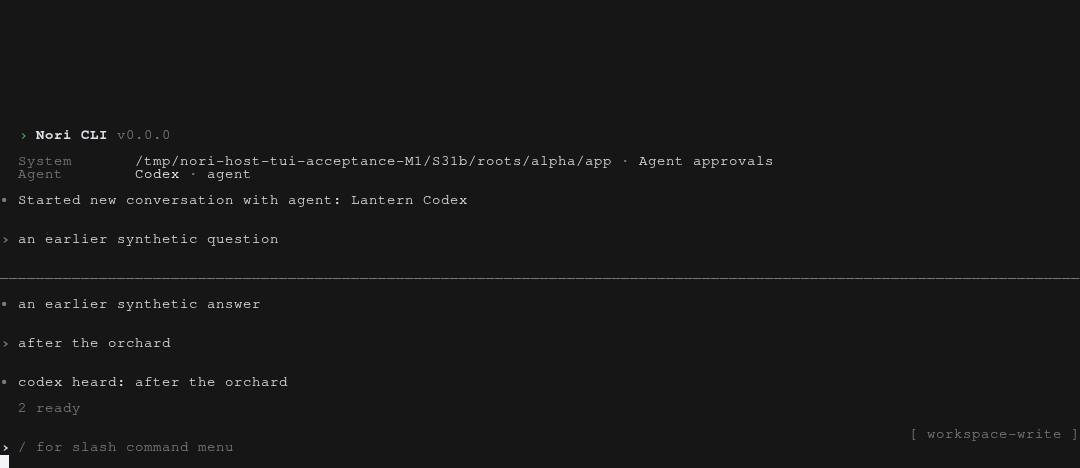 › Nori CLI v0.0.0
System /tmp/nori-host-tui-acceptance-M1/S31b/roots/alpha/app · Agent approvals
Agent Codex · agent
• Started new conversation with agent: Lantern Codex
› an earlier synthetic question
• an earlier synthetic answer
› after the orchard
• codex heard: after the orchard
2 ready
[ workspace-write ]
› / for slash command menu